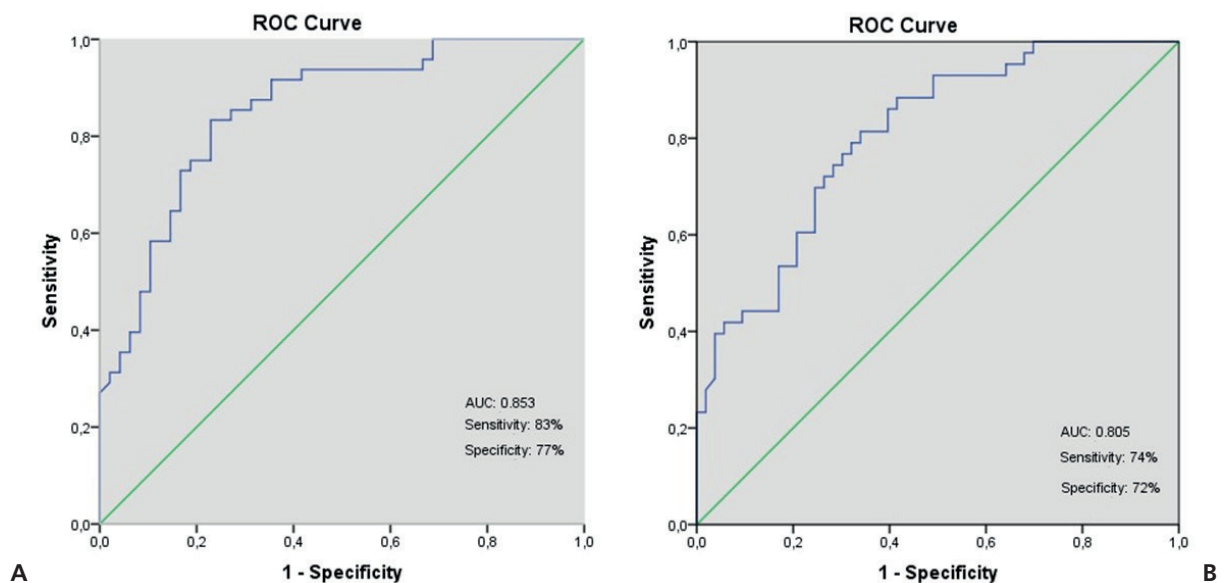 ROC Curve
1,0
0,8
0,6
0,4
0,2
0,0
Sensitivity
AUC: 0.853
Sensitivity: 83%
Specificity: 77%
0,0 0,2 0,4 0,6 0,8 1,0
1 - Specificity
A
ROC Curve
1,0
0,8
0,6
0,4
0,2
0,0
Sensitivity
AUC: 0.805
Sensitivity: 74%
Specificity: 72%
0,0 0,2 0,4 0,6 0,8 1,0
1 - Specificity
B